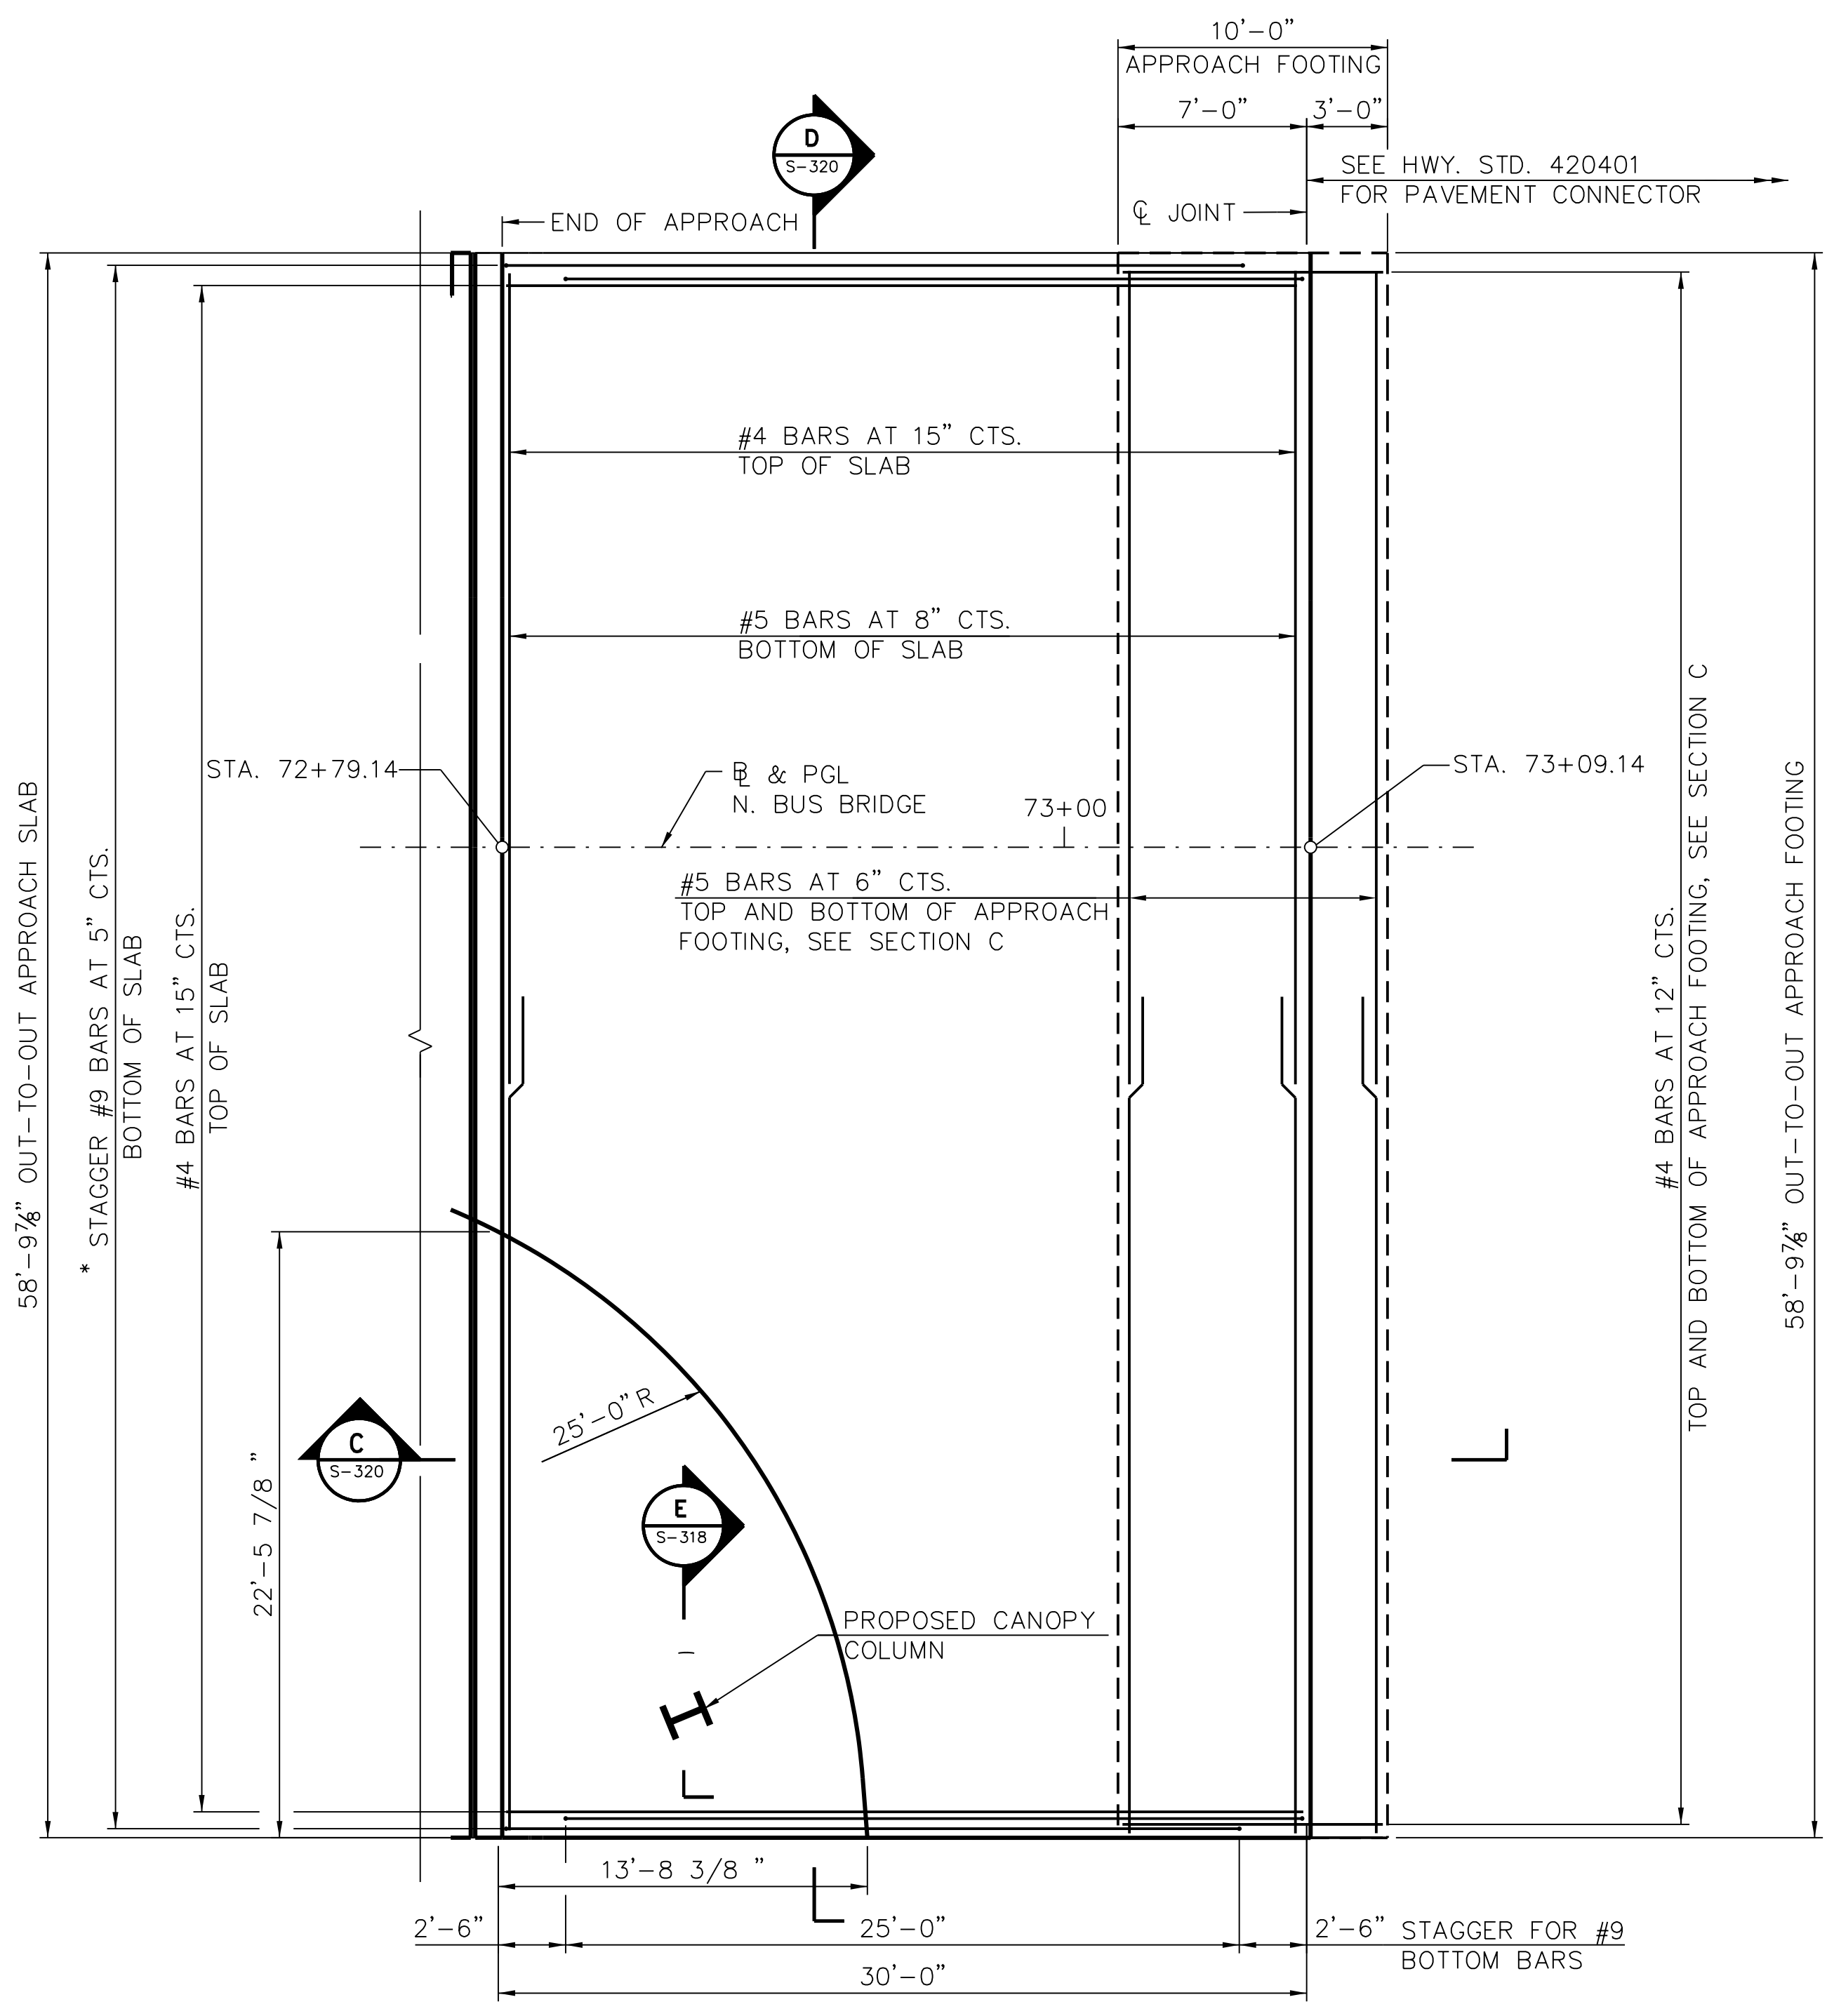 10'-0"
APPROACH FOOTING
7'-0"
3'-0"
D
S-320
SEE HWY. STD. 420401
FOR PAVEMENT CONNECTOR
℄ JOINT
END OF APPROACH
#4 BARS AT 15" CTS.
TOP OF SLAB
#5 BARS AT 8" CTS.
BOTTOM OF SLAB
STA. 72+79.14
BL & PGL
N. BUS BRIDGE
73+00
STA. 73+09.14
#5 BARS AT 6" CTS.
TOP AND BOTTOM OF APPROACH
FOOTING, SEE SECTION C
58'-9⅞" OUT-TO-OUT APPROACH SLAB
* STAGGER #9 BARS AT 5" CTS.
BOTTOM OF SLAB
#4 BARS AT 15" CTS.
TOP OF SLAB
#4 BARS AT 12" CTS.
TOP AND BOTTOM OF APPROACH FOOTING, SEE SECTION C
58'-9⅞" OUT-TO-OUT APPROACH FOOTING
25'-0" R
C
S-320
22'-5 7/8 "
E
S-318
PROPOSED CANOPY
COLUMN
13'-8 3/8 "
2'-6"
25'-0"
2'-6"
STAGGER FOR #9
BOTTOM BARS
30'-0"